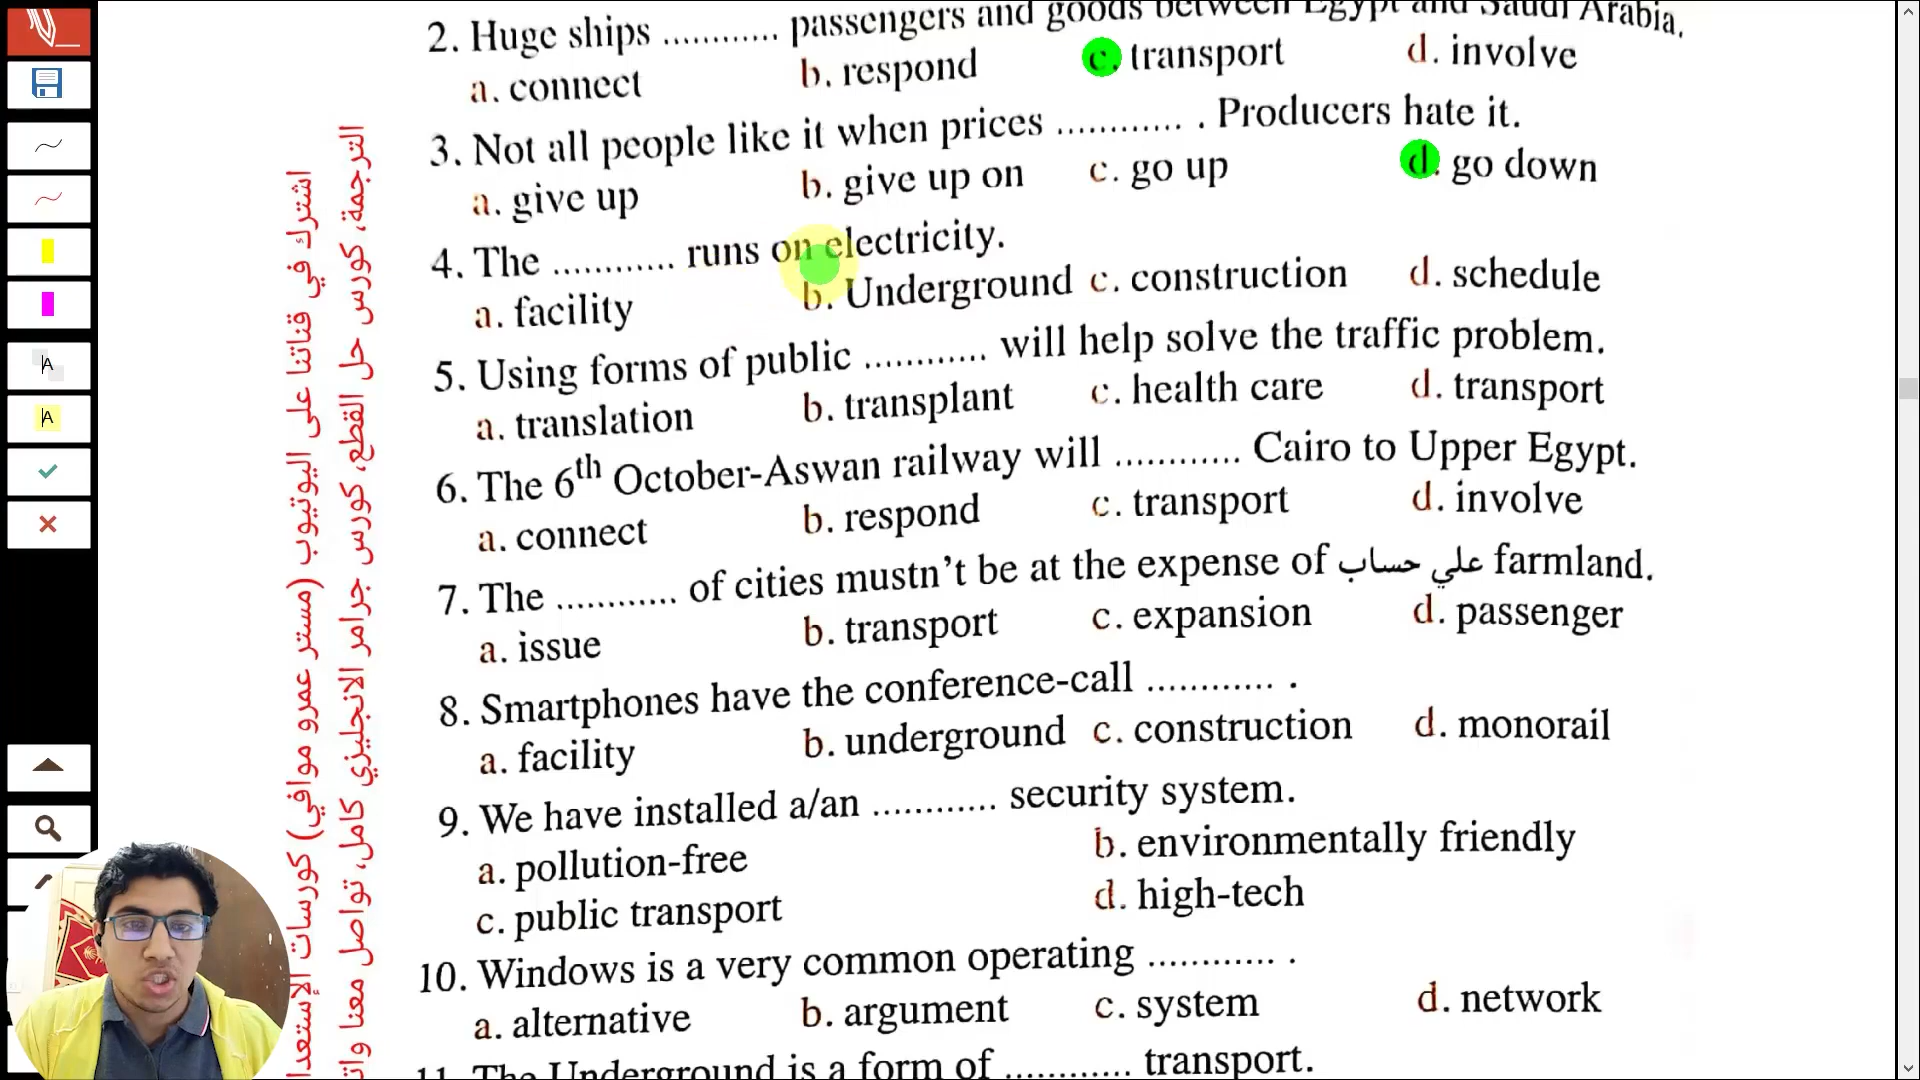 2. Huge ships ............ passengers and goods between Egypt and Saudi Arabia.
a. connect b. respond c. transport d. involve
3. Not all people like it when prices ............ . Producers hate it.
a. give up b. give up on c. go up d. go down
4. The ............ runs on electricity.
a. facility b. Underground c. construction d. schedule
5. Using forms of public ............ will help solve the traffic problem.
a. translation b. transplant c. health care d. transport
6. The 6th October-Aswan railway will ............ Cairo to Upper Egypt.
a. connect b. respond c. transport d. involve
7. The ............ of cities mustn't be at the expense of علي حساب farmland.
a. issue b. transport c. expansion d. passenger
8. Smartphones have the conference-call ............ .
a. facility b. underground c. construction d. monorail
9. We have installed a/an ............ security system.
a. pollution-free b. environmentally friendly
c. public transport d. high-tech
10. Windows is a very common operating ............ .
a. alternative b. argument c. system d. network
11. The Underground is a form of ............ transport.
اشترك في قناتنا على اليوتيوب (مستر عمرو موافي) كورسات
الترجمة، كورس حل القطع، كورس جرامر الانجليزي كامل، تواصل معنا
A
A